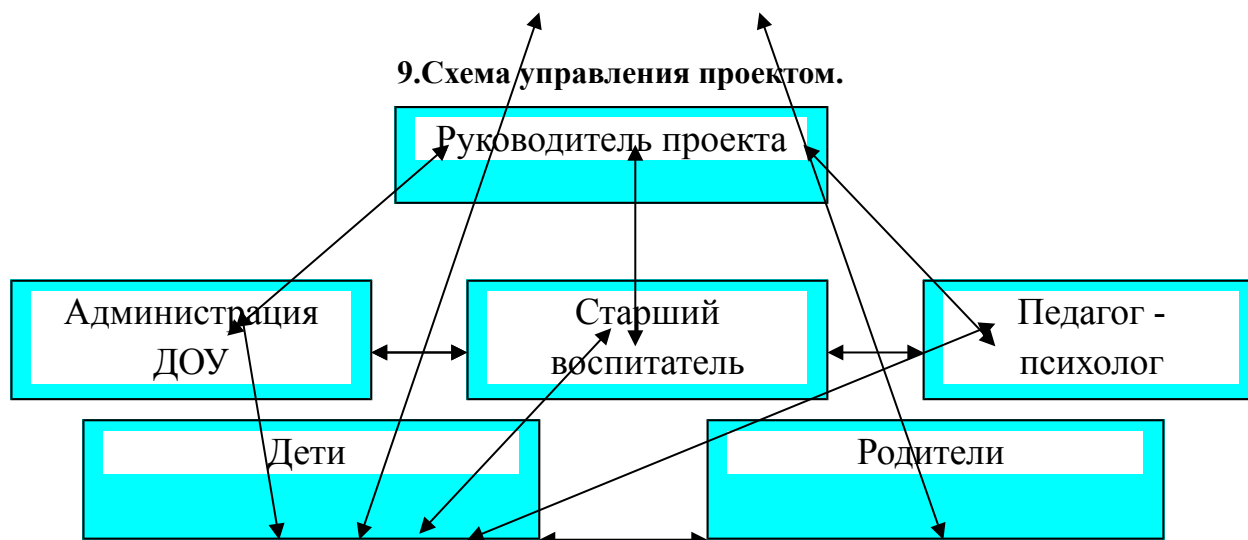 9.Схема управления проектом.
Руководитель проекта
Администрация
ДОУ
Старший
воспитатель
Педагог -
психолог
Дети
Родители